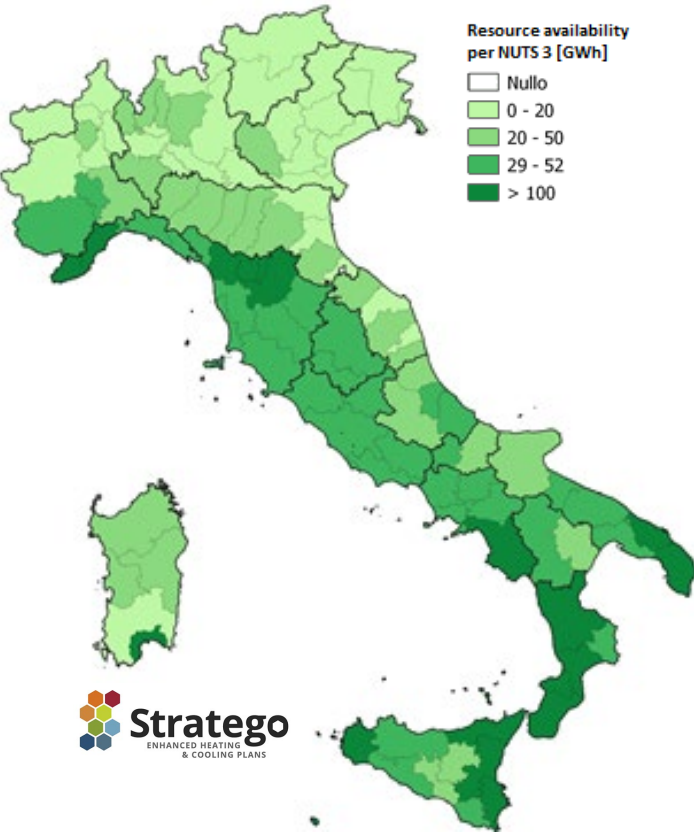 Resource availability
per NUTS 3 [GWh]
Nullo
0 - 20
20 - 50
29 - 52
> 100
Stratego
ENHANCED HEATING
& COOLING PLANS